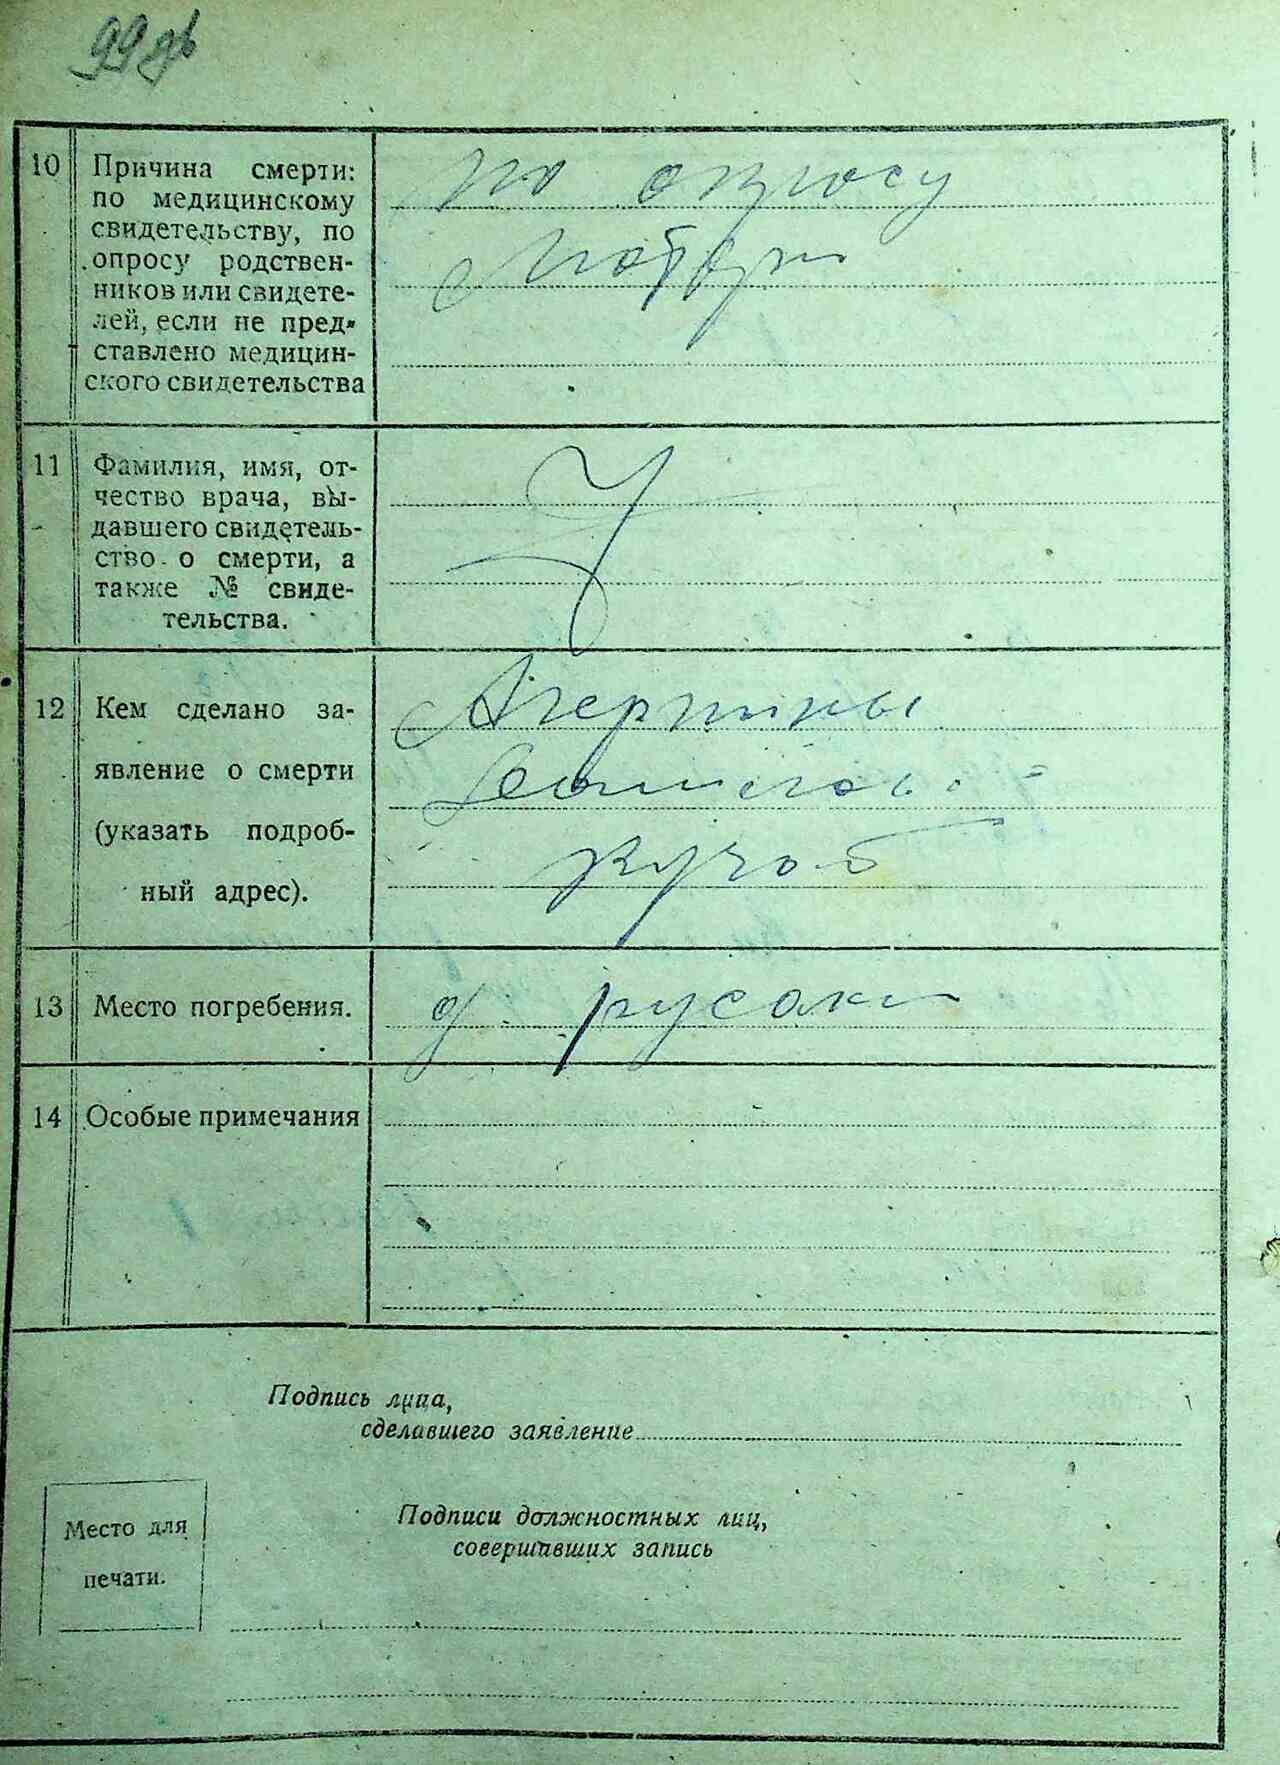 99
10 Причина смерти:
по медицинскому
свидетельству, по
опросу родствен-
ников или свидете-
лей, если не пред-
ставлено медицин-
ского свидетельства
по опросу
матери
11 Фамилия, имя, от-
чество врача, вы-
давшего свидетель-
ство о смерти, а
также № свиде-
тельства.
12 Кем сделано за-
явление о смерти
(указать подроб-
ный адрес).
13 Место погребения.
д. русаки
14 Особые примечания
Подпись лица,
сделавшего заявление
Место для
печати.
Подписи должностных лиц,
совершивших запись